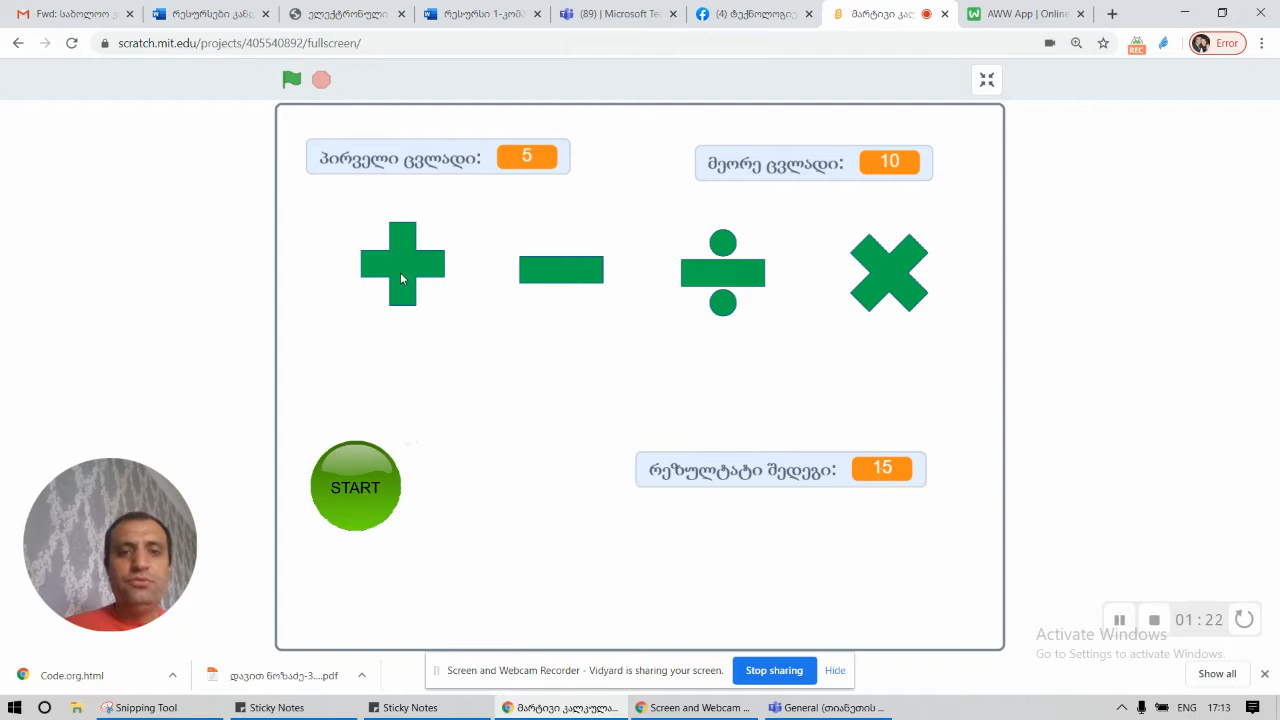 Fwd: საბოლოო გ
რესურსები განი
ელექტრონული
რესურსი 1-კომპ
(89) | Microsoft Te
(4) ტექნოლოგიე
მარტივი კალ
AWW App | Online
scratch.mit.edu/projects/405540892/fullscreen/
REC
Error
პირველი ცვლადი: 5
მეორე ცვლადი: 10
START
რეზულტატი შედეგი: 15
01:22
Activate Windows
Go to Settings to activate Windows.
Code.org.html
დავით ნოზაძე-3....pdf
Screen and Webcam Recorder - Vidyard is sharing your screen.
Stop sharing
Hide
Show all
Snipping Tool
Sticky Notes
Sticky Notes
მარტივი კალკულა...
Screen and Webcam ...
General (თიანეთის ...
17:13